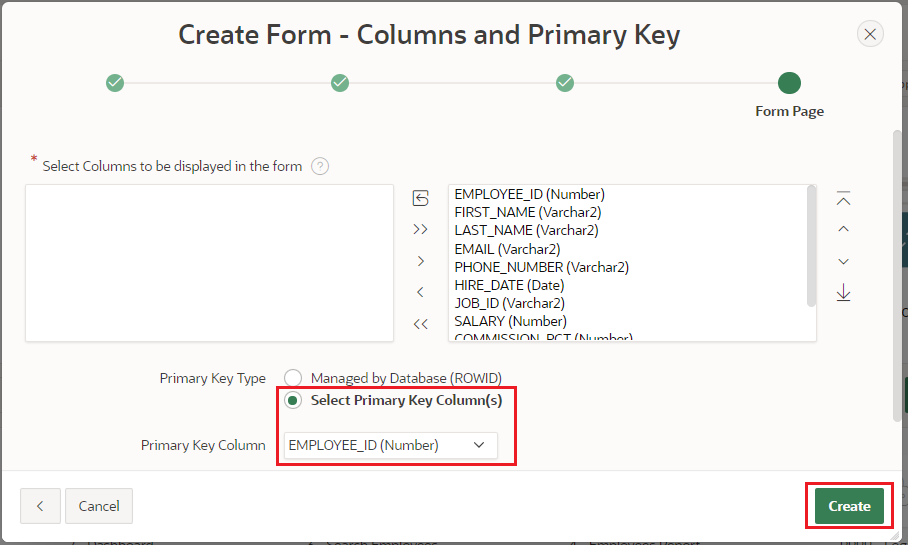 Create Form - Columns and Primary Key
Form Page
* Select Columns to be displayed in the form ?
EMPLOYEE_ID (Number)
FIRST_NAME (Varchar2)
LAST_NAME (Varchar2)
EMAIL (Varchar2)
PHONE_NUMBER (Varchar2)
HIRE_DATE (Date)
JOB_ID (Varchar2)
SALARY (Number)
COMMISSION_PCT (Number)
Primary Key Type
Managed by Database (ROWID)
Select Primary Key Column(s)
Primary Key Column EMPLOYEE_ID (Number)
Cancel
Create